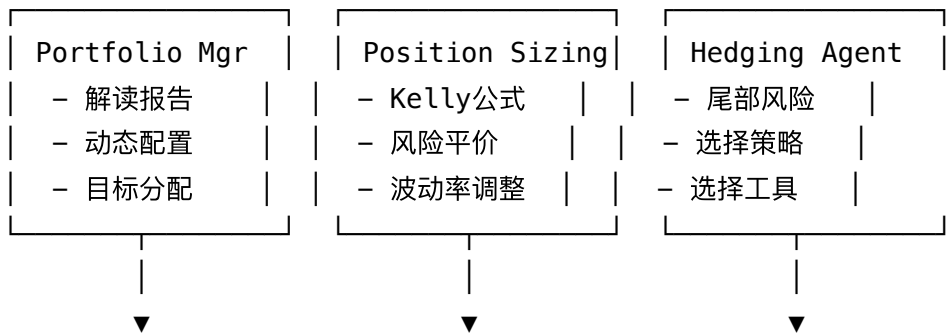 Portfolio Mgr Position Sizing Hedging Agent
- 解读报告 - Kelly公式 - 尾部风险
- 动态配置 - 风险平价 - 选择策略
- 目标分配 - 波动率调整 - 选择工具